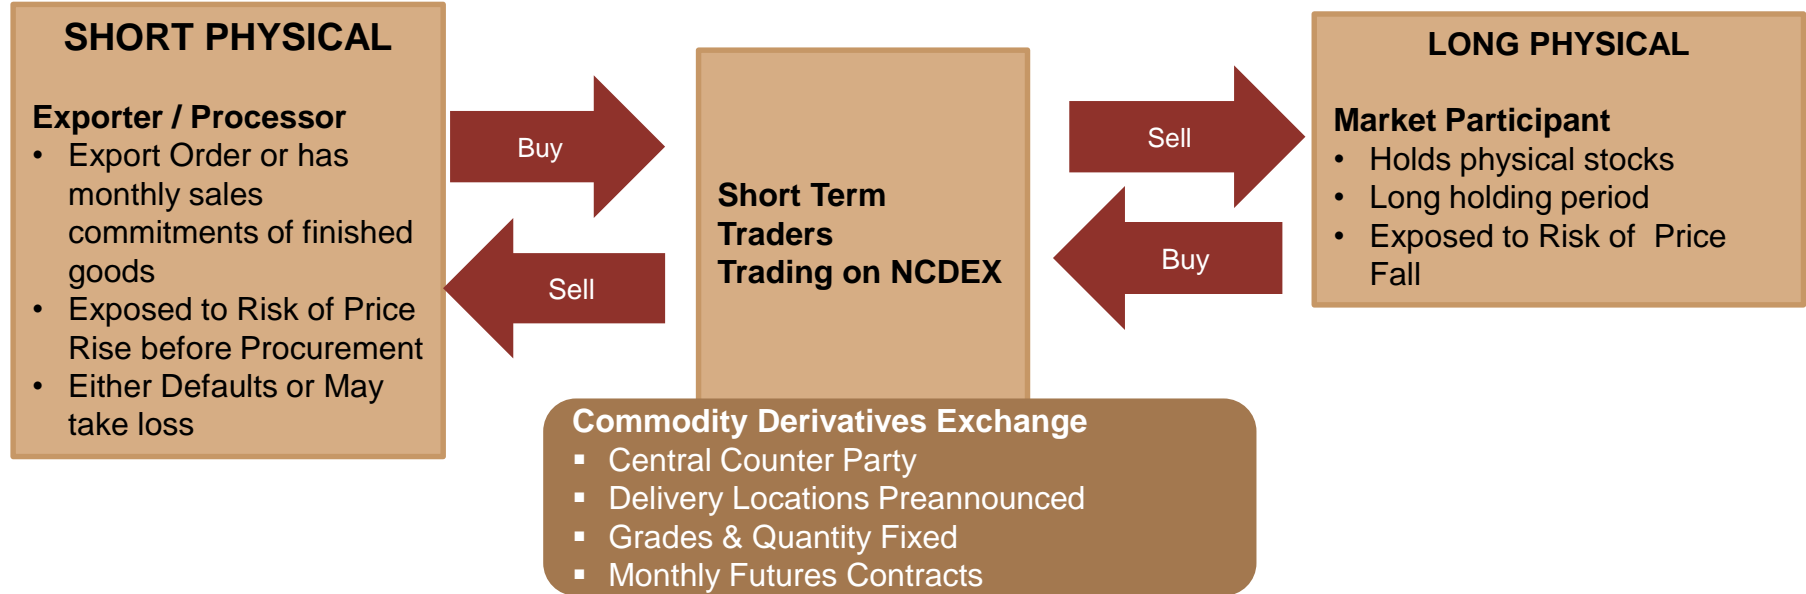 SHORT PHYSICAL
Exporter / Processor
• Export Order or has
monthly sales
commitments of finished
goods
• Exposed to Risk of Price
Rise before Procurement
• Either Defaults or May
take loss
Buy
Sell
Short Term
Traders
Trading on NCDEX
Sell
Buy
LONG PHYSICAL
Market Participant
• Holds physical stocks
• Long holding period
• Exposed to Risk of Price
Fall
Commodity Derivatives Exchange
▪ Central Counter Party
▪ Delivery Locations Preannounced
▪ Grades & Quantity Fixed
▪ Monthly Futures Contracts